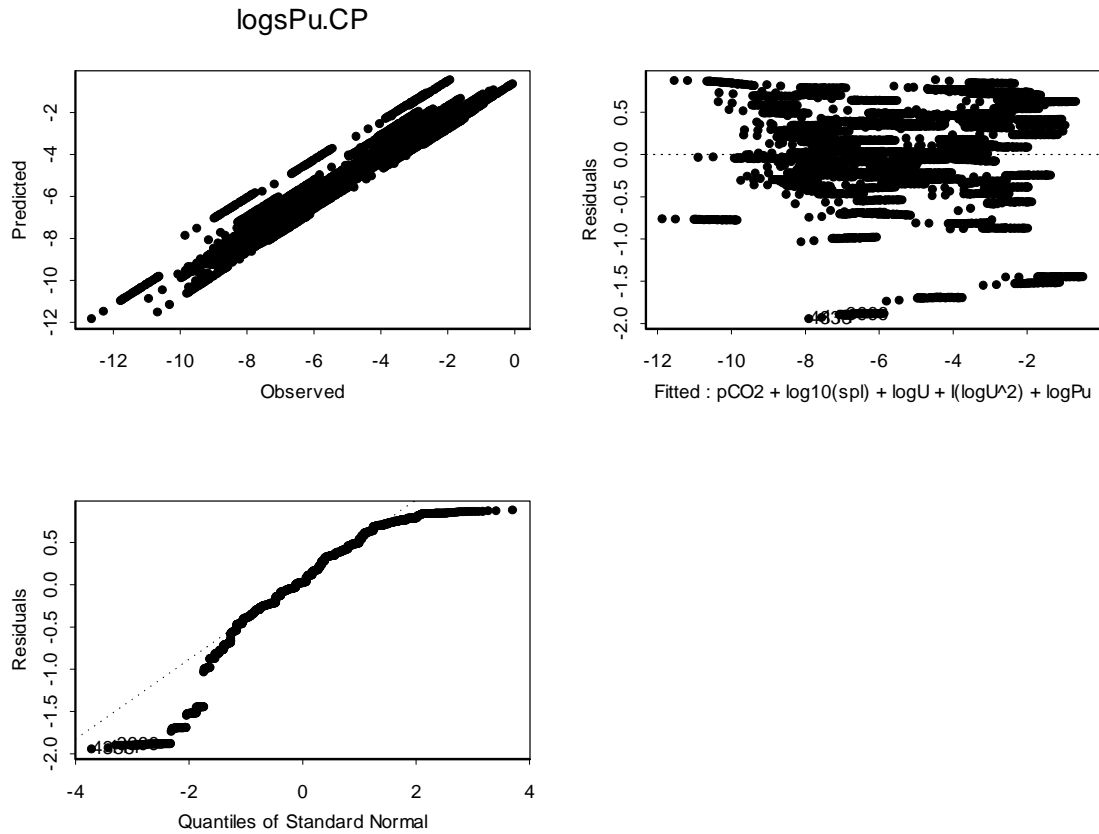 logsPu.CP
Predicted
-2
-4
-6
-8
-10
-12
-12 -10 -8 -6 -4 -2 0
Observed
Residuals
0.5
0.0
-0.5
-1.0
-1.5
-2.0
-12 -10 -8 -6 -4 -2
Fitted : pCO2 + log10(spl) + logU + I(logU^2) + logPu
Residuals
0.5
0.0
-0.5
-1.0
-1.5
-2.0
-4 -2 0 2 4
Quantiles of Standard Normal